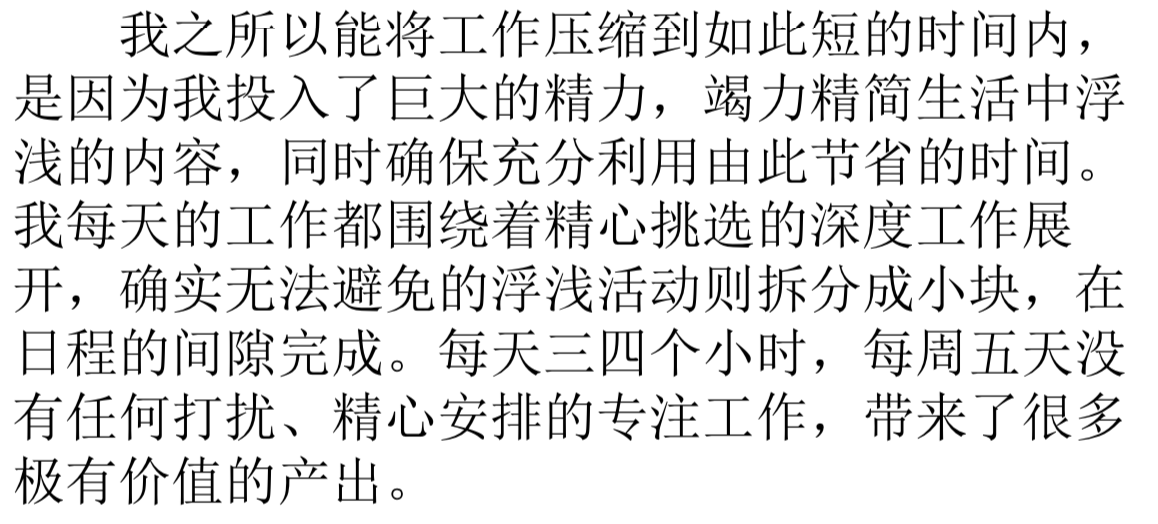 我之所以能将工作压缩到如此短的时间内，
是因为我投入了巨大的精力，竭力精简生活中浮
浅的内容，同时确保充分利用由此节省的时间。
我每天的工作都围绕着精心挑选的深度工作展
开，确实无法避免的浮浅活动则拆分成小块，在
日程的间隙完成。每天三四个小时，每周五天没
有任何打扰、精心安排的专注工作，带来了很多
极有价值的产出。